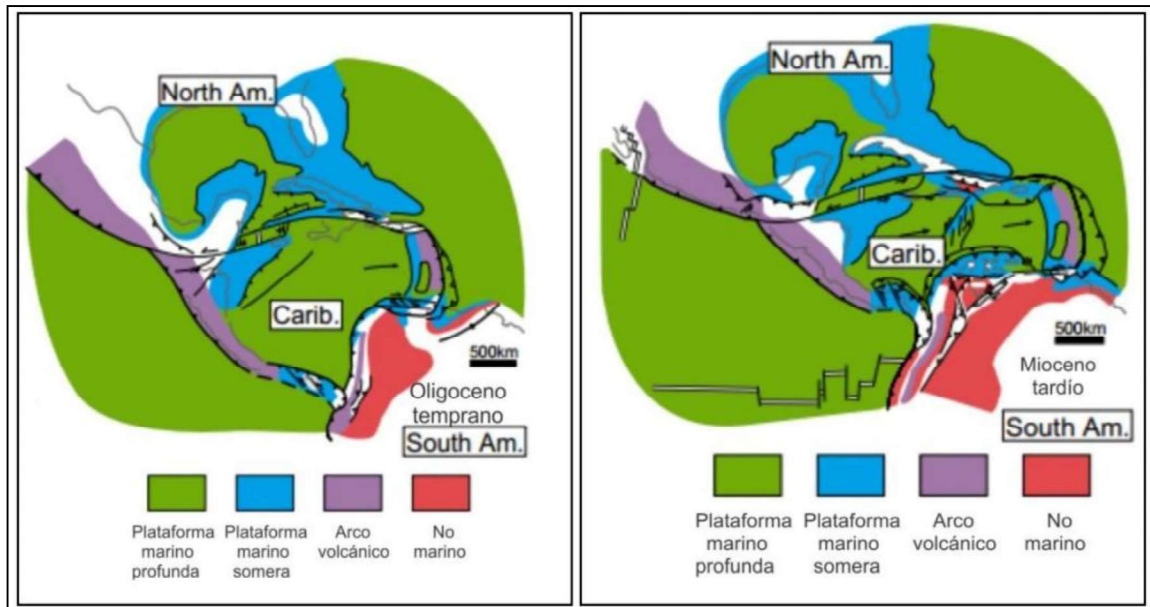 North Am.
Carib.
500km
Oligoceno
temprano
South Am.
Plataforma
marino
profunda
Plataforma
marino
somera
Arco
volcánico
No
marino
North Am.
Carib.
500km
Mioceno
tardío
South Am.
Plataforma
marino
profunda
Plataforma
marino
somera
Arco
volcánico
No
marino